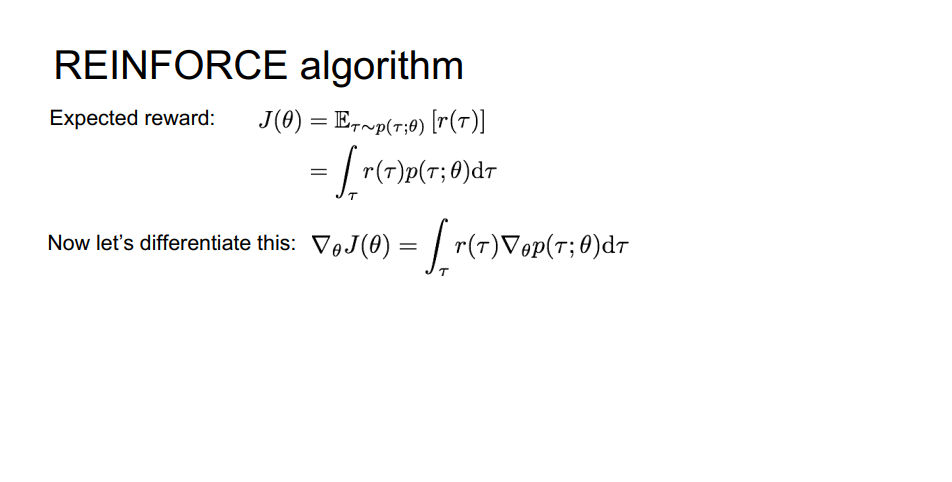 REINFORCE algorithm
Expected reward: J(θ) = 𝔼_{τ∼p(τ;θ)} [r(τ)]
= ∫_τ r(τ)p(τ;θ)dτ
Now let’s differentiate this: ∇_θJ(θ) = ∫_τ r(τ)∇_θp(τ;θ)dτ